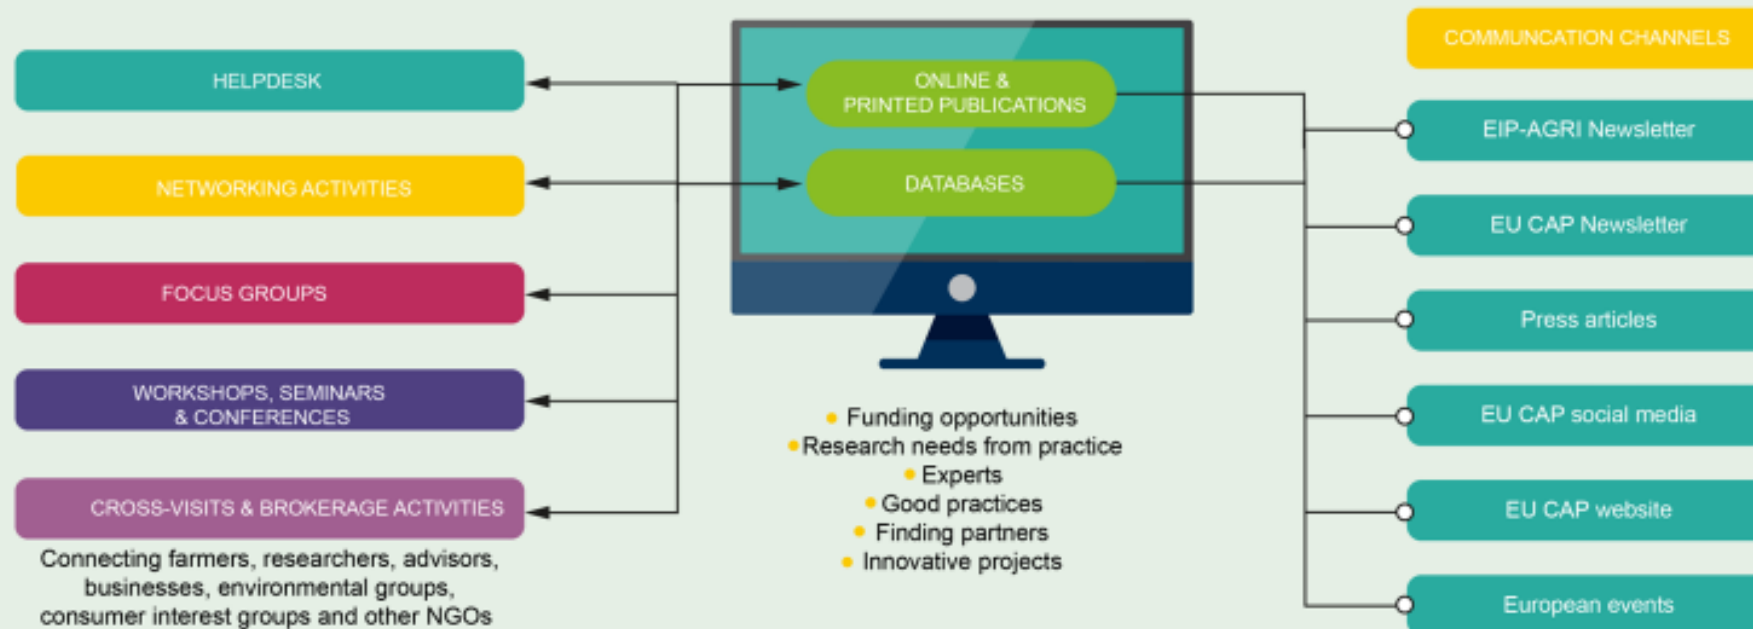 HELPDESK
NETWORKING ACTIVITIES
FOCUS GROUPS
WORKSHOPS, SEMINARS
& CONFERENCES
CROSS-VISITS & BROKERAGE ACTIVITIES
Connecting farmers, researchers, advisors,
businesses, environmental groups,
consumer interest groups and other NGOs
ONLINE &
PRINTED PUBLICATIONS
DATABASES
• Funding opportunities
• Research needs from practice
• Experts
• Good practices
• Finding partners
• Innovative projects
COMMUNCATION CHANNELS
EIP-AGRI Newsletter
EU CAP Newsletter
Press articles
EU CAP social media
EU CAP website
European events